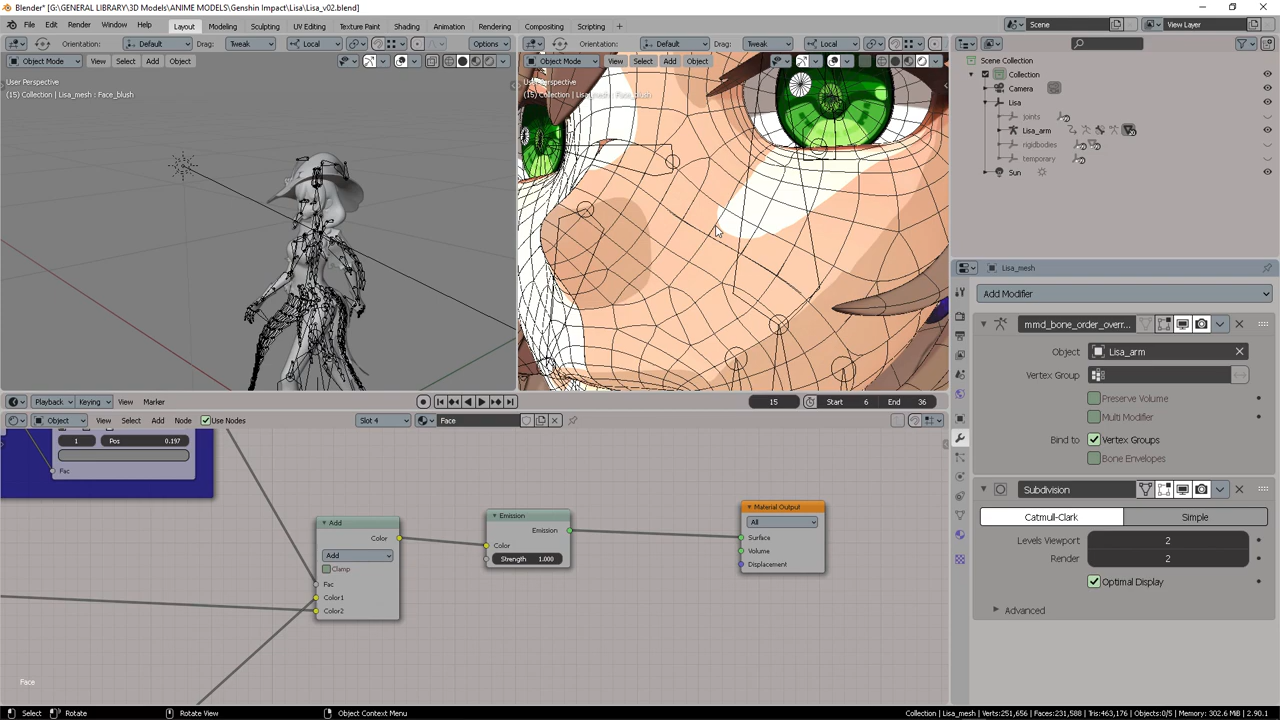 Blender* [G:\GENERAL LIBRARY\3D Models\ANIME MODELS\Genshin Impact\Lisa\Lisa_v02.blend]
File Edit Render Window Help Layout Modeling Sculpting UV Editing Texture Paint Shading Animation Rendering Compositing Scripting Scene View Layer
Orientation: Default Drag: Tweak Local Options
Orientation: Default Drag: Tweak Local
Object Mode View Select Add Object
Object Mode View Select Add Object
User Perspective
(15) Collection | Lisa_mesh : Face_blush
User Perspective
(15) Collection | Lisa_mesh : Face_blush
Scene Collection
Collection
Camera
Lisa
joints
Lisa_arm
rigidbodies
temporary
Sun
Lisa_mesh
Add Modifier
mmd_bone_order_overr...
Object Lisa_arm
Vertex Group
Preserve Volume
Multi Modifier
Bind to Vertex Groups
Bone Envelopes
Subdivision
Catmull-Clark Simple
Levels Viewport 2
Render 2
Optimal Display
Advanced
Playback Keying View Marker 15 Start 6 End 36
Object View Select Add Node Use Nodes Slot 4 Face
1 Pos 0.197
Fac
Add
Color
Add
Clamp
Fac
Color1
Color2
Emission
Emission
Color
Strength 1.000
Material Output
All
Surface
Volume
Displacement
Face
Select Rotate Rotate View Object Context Menu Collection | Lisa_mesh | Verts:251,656 | Faces:231,588 | Tris:463,176 | Objects:0/5 | Memory: 302.6 MiB | 2.90.1